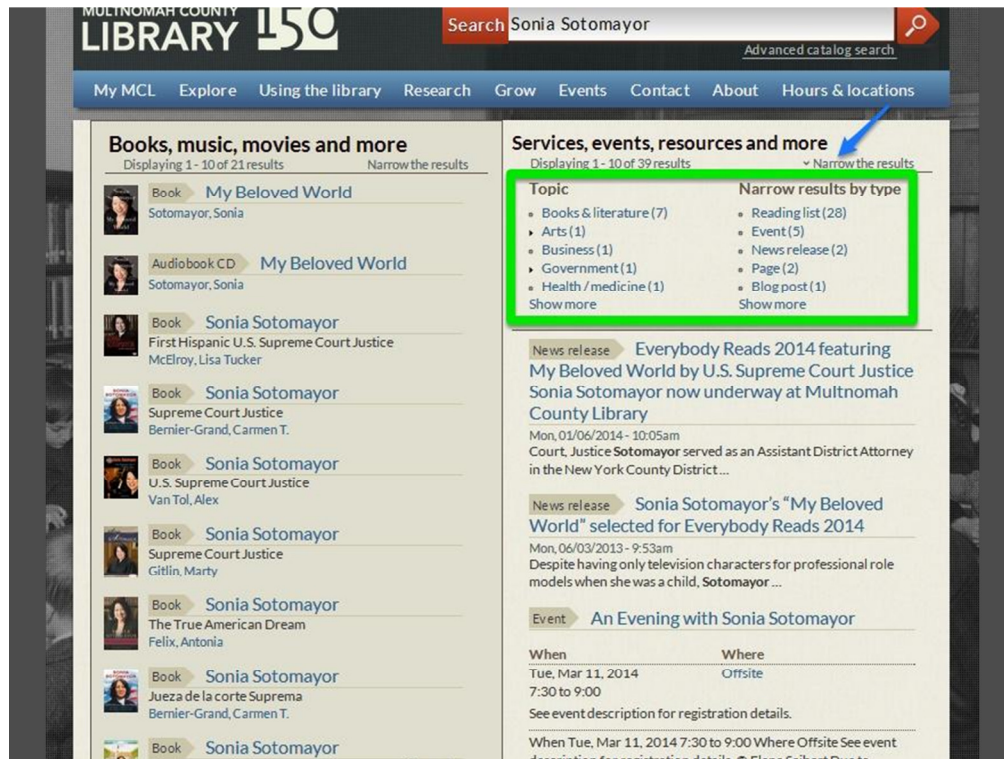 MULTNOMAH COUNTY
LIBRARY 150
Search Sonia Sotomayor
Advanced catalog search
My MCL Explore Using the library Research Grow Events Contact About Hours & locations
Books, music, movies and more
Displaying 1 - 10 of 21 results Narrow the results
Book My Beloved World
Sotomayor, Sonia
Audiobook CD My Beloved World
Sotomayor, Sonia
Book Sonia Sotomayor
First Hispanic U.S. Supreme Court Justice
McElroy, Lisa Tucker
Book Sonia Sotomayor
Supreme Court Justice
Bernier-Grand, Carmen T.
Book Sonia Sotomayor
U.S. Supreme Court Justice
Van Tol, Alex
Book Sonia Sotomayor
Supreme Court Justice
Gitlin, Marty
Book Sonia Sotomayor
The True American Dream
Felix, Antonia
Book Sonia Sotomayor
Jueza de la corte Suprema
Bernier-Grand, Carmen T.
Book Sonia Sotomayor
Services, events, resources and more
Displaying 1 - 10 of 39 results Narrow the results
Topic Narrow results by type
Books & literature (7) Reading list (28)
Arts (1) Event (5)
Business (1) News release (2)
Government (1) Page (2)
Health / medicine (1) Blog post (1)
Show more Show more
News release Everybody Reads 2014 featuring
My Beloved World by U.S. Supreme Court Justice
Sonia Sotomayor now underway at Multnomah
County Library
Mon, 01/06/2014 - 10:05am
Court, Justice Sotomayor served as an Assistant District Attorney
in the New York County District ...
News release Sonia Sotomayor's "My Beloved
World" selected for Everybody Reads 2014
Mon, 06/03/2013 - 9:53am
Despite having only television characters for professional role
models when she was a child, Sotomayor ...
Event An Evening with Sonia Sotomayor
When Where
Tue, Mar 11, 2014 Offsite
7:30 to 9:00
See event description for registration details.
When Tue, Mar 11, 2014 7:30 to 9:00 Where Offsite See event